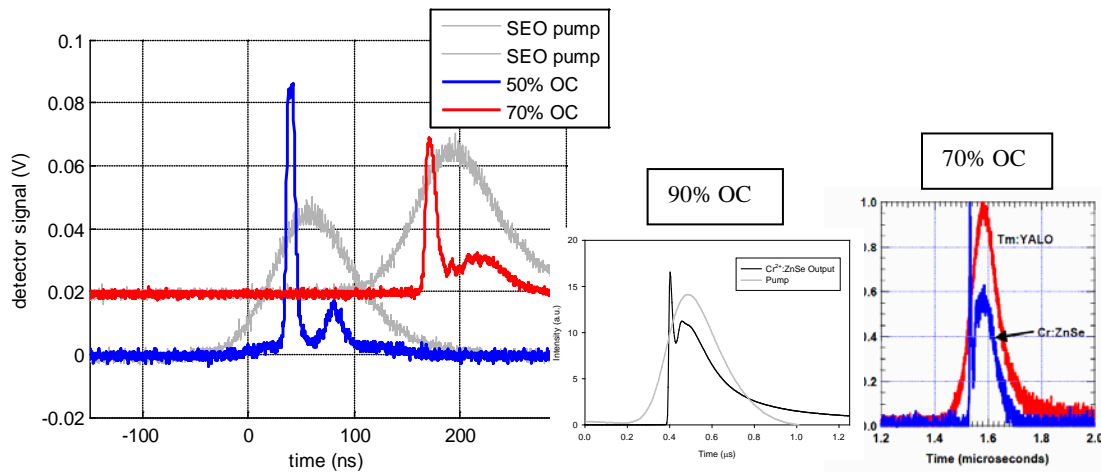 0.1
0.08
0.06
0.04
0.02
0
-0.02
detector signal (V)
-100
0
100
200
time (ns)
SEO pump
SEO pump
50% OC
70% OC
90% OC
20
15
10
5
0
Intensity (a.u.)
0.0
0.2
0.4
0.6
0.8
1.0
1.2
Time (μs)
Cr2+:ZnSe Output
Pump
70% OC
1.0
0.8
0.6
0.4
0.2
0.0
1.2
1.4
1.6
1.8
2.0
Time (microseconds)
Tm:YALO
Cr:ZnSe